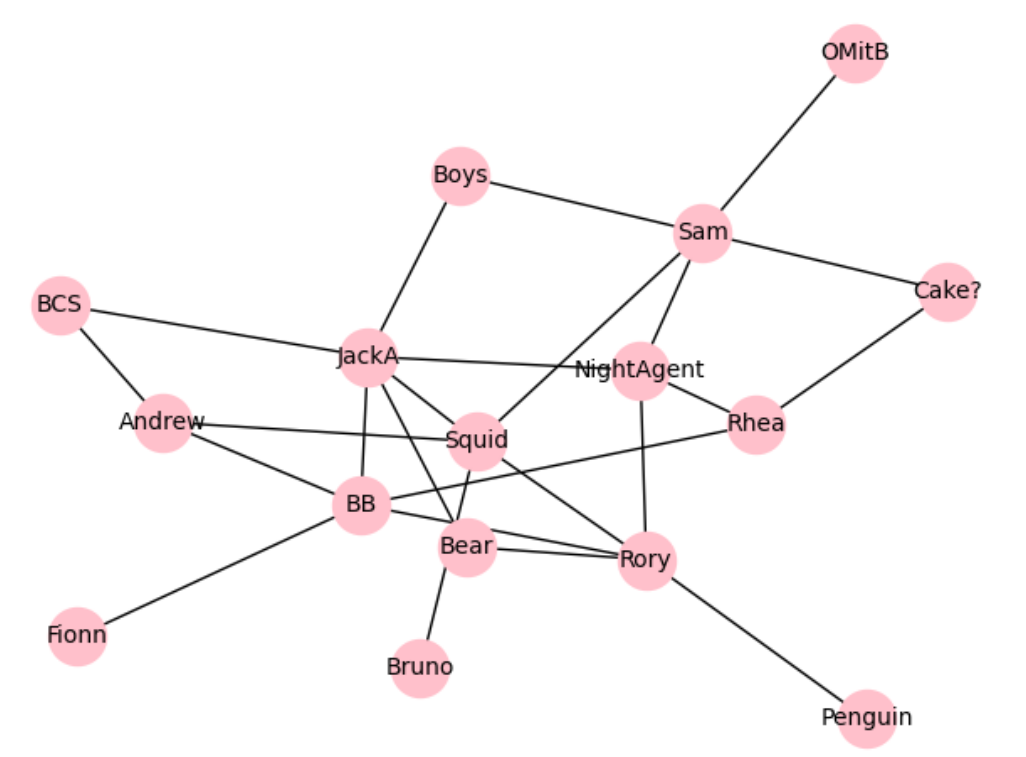 OMitB
Boys
Sam
Cake?
BCS
JackA
NightAgent
Andrew
Rhea
Squid
BB
Bear
Rory
Fionn
Bruno
Penguin